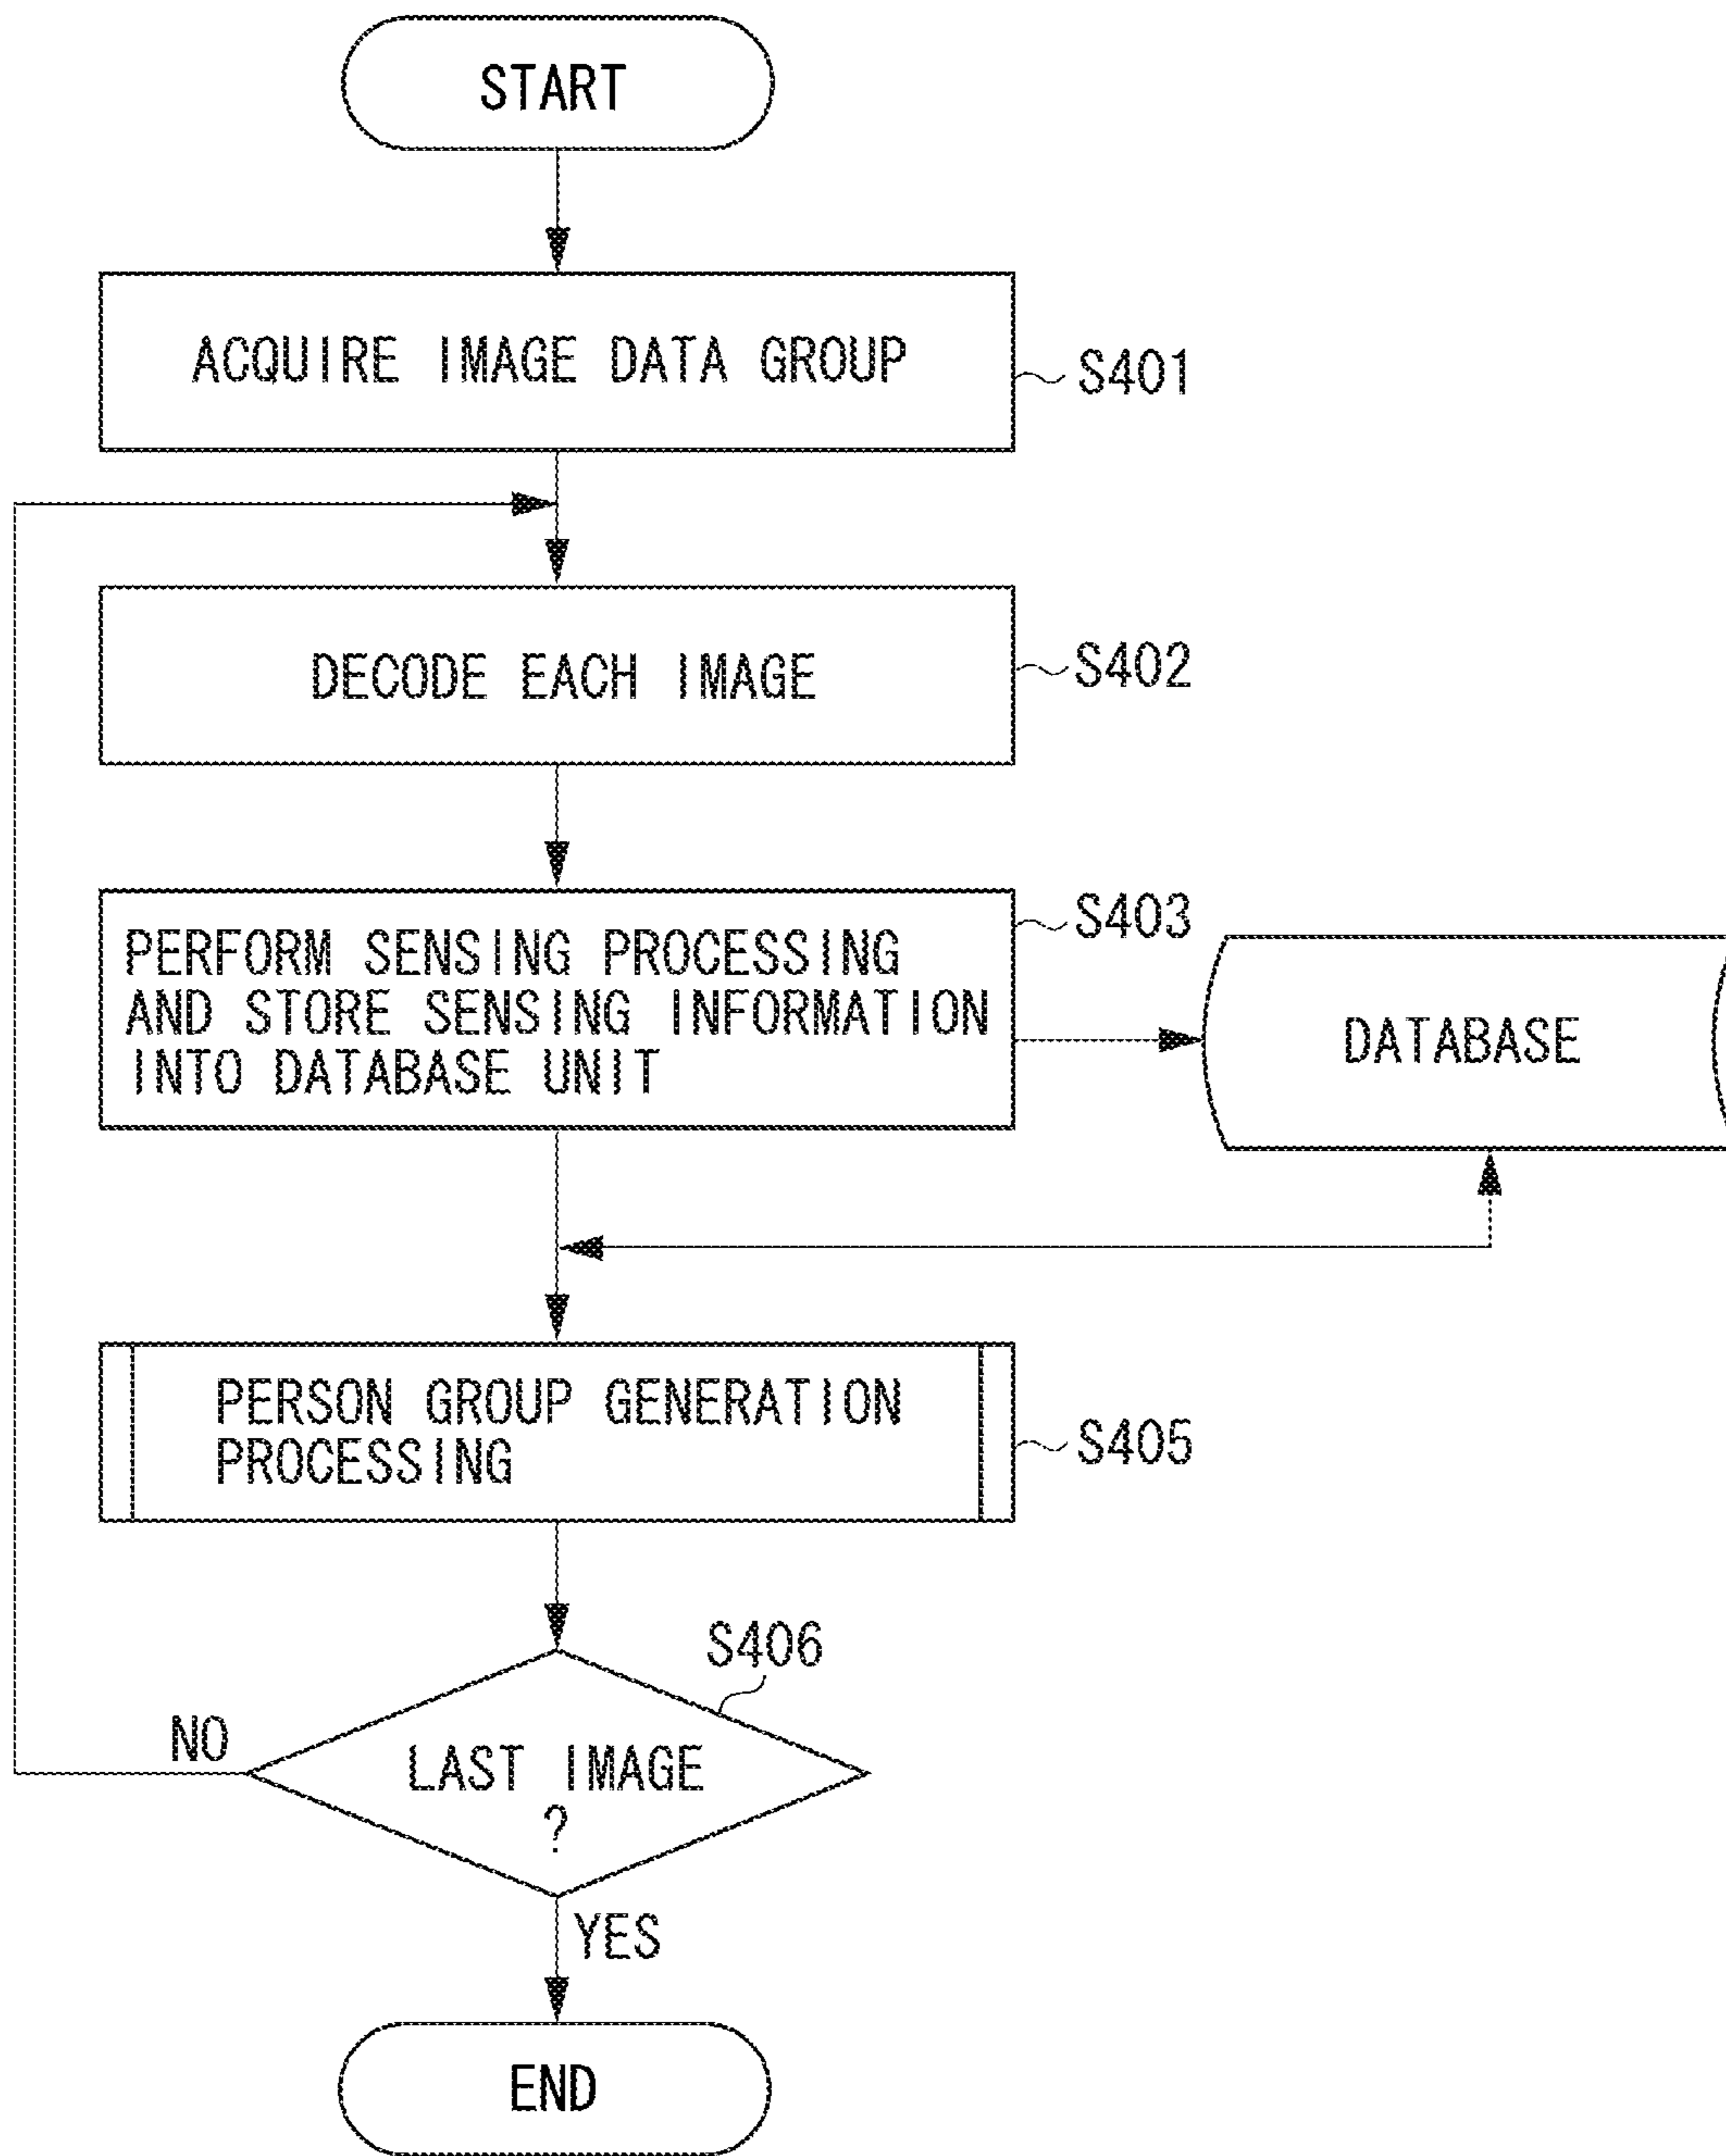 START
ACQUIRE IMAGE DATA GROUP
S401
DECODE EACH IMAGE
S402
PERFORM SENSING PROCESSING
AND STORE SENSING INFORMATION
INTO DATABASE UNIT
S403
DATABASE
PERSON GROUP GENERATION
PROCESSING
S405
S406
LAST IMAGE
?
NO
YES
END